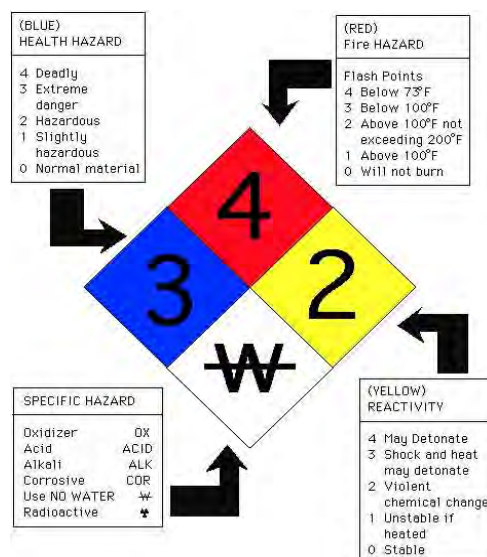 (BLUE)
HEALTH HAZARD
4 Deadly
3 Extreme
danger
2 Hazardous
1 Slightly
hazardous
0 Normal material
(RED)
Fire HAZARD
Flash Points
4 Below 73°F
3 Below 100°F
2 Above 100°F not
exceeding 200°F
1 Above 100°F
0 Will not burn
4
3
2
W
SPECIFIC HAZARD
Oxidizer OX
Acid ACID
Alkali ALK
Corrosive COR
Use NO WATER W
Radioactive
(YELLOW)
REACTIVITY
4 May Detonate
3 Shock and heat
may detonate
2 Violent
chemical change
1 Unstable if
heated
0 Stable